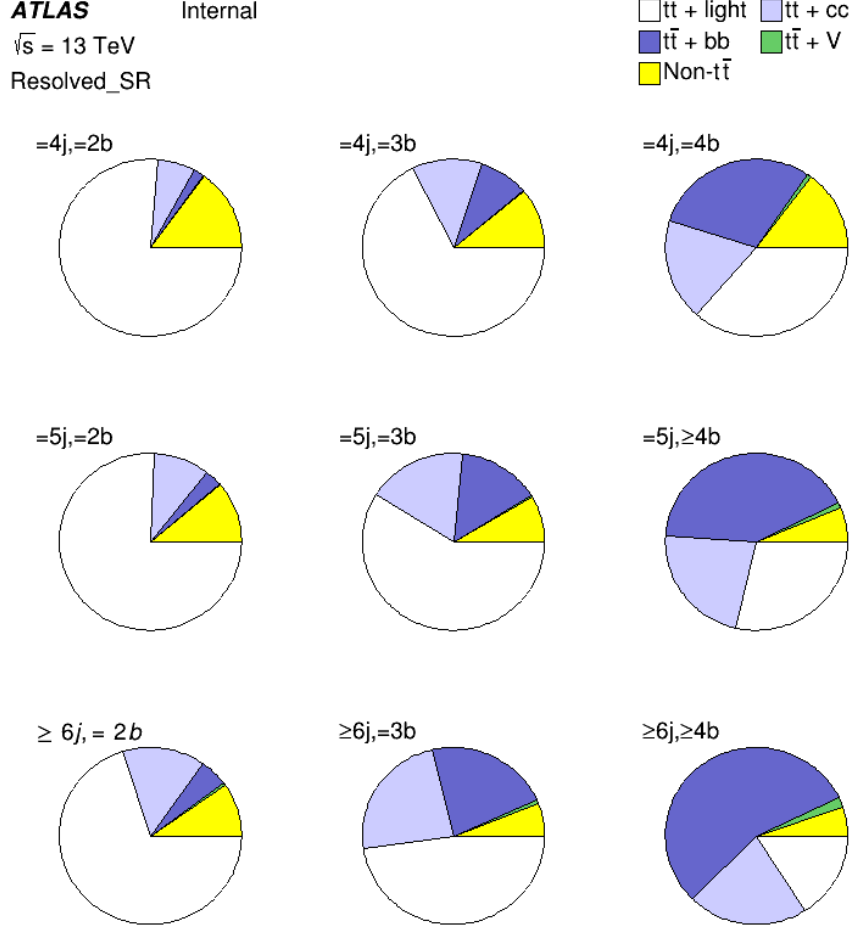 ATLAS Internal
√s = 13 TeV
Resolved_SR
tt + light
tt + cc
tt̄ + bb
tt̄ + V
Non-tt̄
=4j,=2b
=4j,=3b
=4j,=4b
=5j,=2b
=5j,=3b
=5j,≥4b
≥ 6j, = 2b
≥6j,=3b
≥6j,≥4b